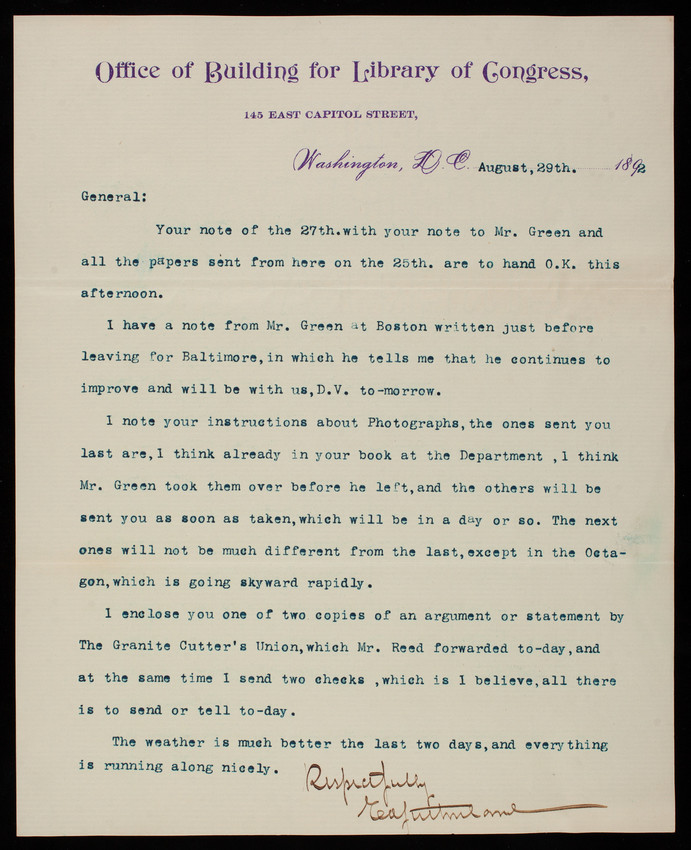 Office of Building for Library of Congress,
145 EAST CAPITOL STREET,
Washington, D. C. August,29th. 1892
General:
Your note of the 27th.with your note to Mr. Green and
all the papers sent from here on the 25th. are to hand O.K. this
afternoon.
I have a note from Mr. Green at Boston written just before
leaving for Baltimore,in which he tells me that he continues to
improve and will be with us,D.V. to-morrow.
I note your instructions about Photographs,the ones sent you
last are,I think already in your book at the Department ,I think
Mr. Green took them over before he left,and the others will be
sent you as soon as taken,which will be in a day or so. The next
ones will not be much different from the last,except in the Octa-
gon,which is going skyward rapidly.
I enclose you one of two copies of an argument or statement by
The Granite Cutter's Union,which Mr. Reed forwarded to-day,and
at the same time I send two checks ,which is I believe,all there
is to send or tell to-day.
The weather is much better the last two days,and everything
is running along nicely.
Respectfully